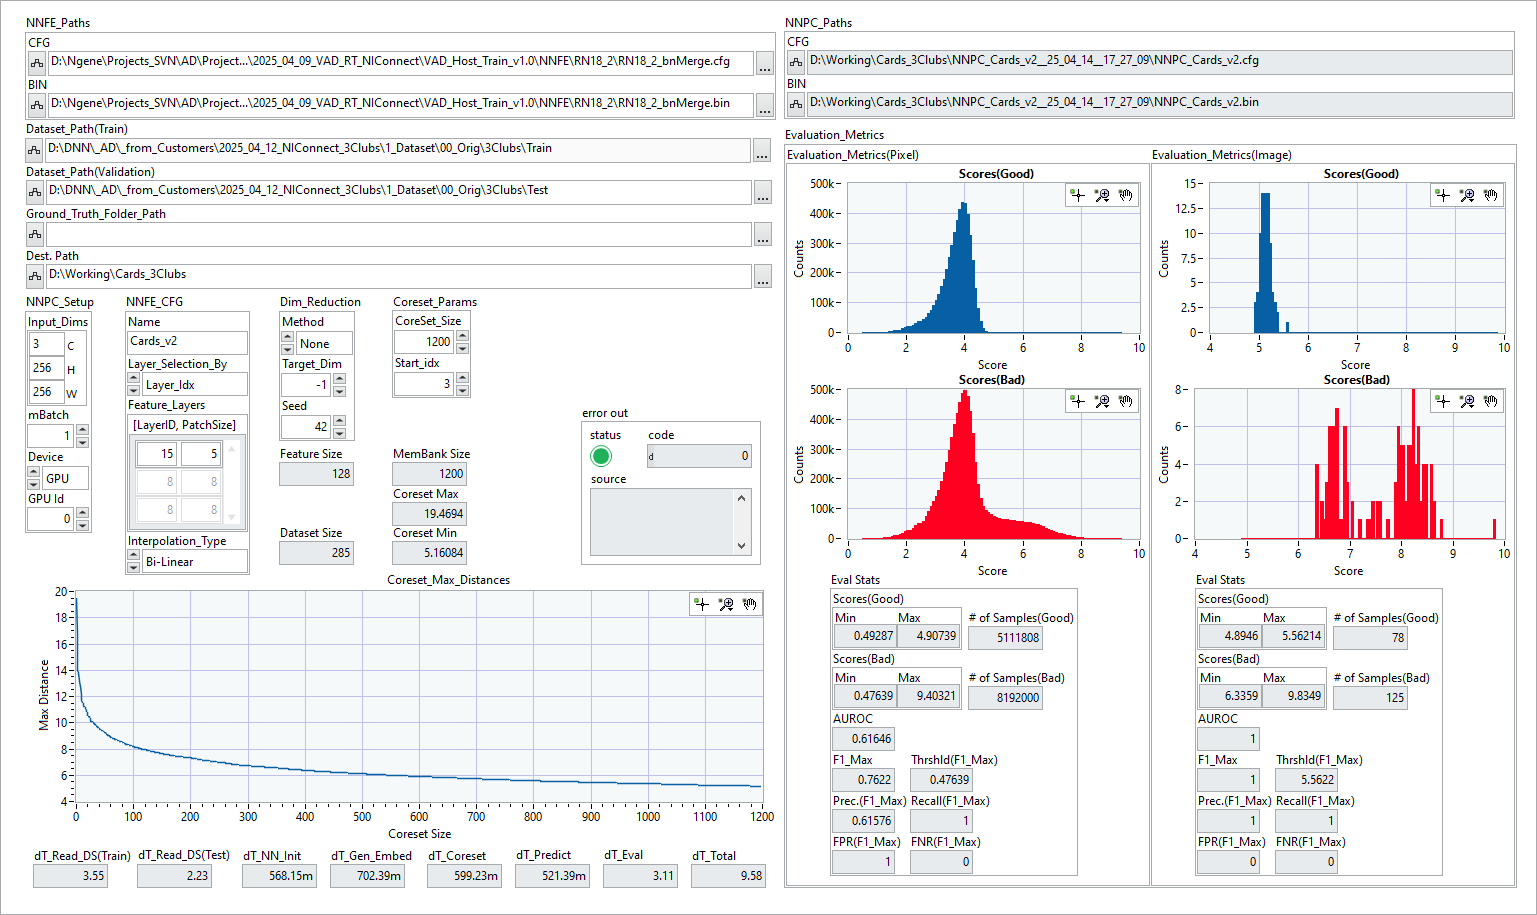 NNFE_Paths
CFG
D:\Ngene\Projects_SVN\AD\Project...\2025_04_09_VAD_RT_NIConnect\VAD_Host_Train_v1.0\NNFE\RN18_2\RN18_2_bnMerge.cfg
...
BIN
D:\Ngene\Projects_SVN\AD\Project...\2025_04_09_VAD_RT_NIConnect\VAD_Host_Train_v1.0\NNFE\RN18_2\RN18_2_bnMerge.bin
...
Dataset_Path(Train)
D:\DNN\_AD\_from_Customers\2025_04_12_NIConnect_3Clubs\1_Dataset\00_Orig\3Clubs\Train
...
Dataset_Path(Validation)
D:\DNN\_AD\_from_Customers\2025_04_12_NIConnect_3Clubs\1_Dataset\00_Orig\3Clubs\Test
...
Ground_Truth_Folder_Path
...
Dest. Path
D:\Working\Cards_3Clubs
...
NNPC_Setup
Input_Dims
3 C
256 H
256 W
mBatch
1
Device
GPU
GPU Id
0
NNFE_CFG
Name
Cards_v2
Layer_Selection_By
Layer_Idx
Feature_Layers
[LayerID, PatchSize]
15 5
8 8
8 8
Interpolation_Type
Bi-Linear
Dim_Reduction
Method
None
Target_Dim
-1
Seed
42
Feature Size
128
Dataset Size
285
Coreset_Params
CoreSet_Size
1200
Start_idx
3
MemBank Size
1200
Coreset Max
19.4694
Coreset Min
5.16084
error out
status code
d 0
source
Coreset_Max_Distances
Max Distance
20
18
16
14
12
10
8
6
4
0 100 200 300 400 500 600 700 800 900 1000 1100 1200
Coreset Size
dT_Read_DS(Train) dT_Read_DS(Test) dT_NN_Init dT_Gen_Embed dT_Coreset dT_Predict dT_Eval dT_Total
3.55 2.23 568.15m 702.39m 599.23m 521.39m 3.11 9.58
NNPC_Paths
CFG
D:\Working\Cards_3Clubs\NNPC_Cards_v2__25_04_14__17_27_09\NNPC_Cards_v2.cfg
BIN
D:\Working\Cards_3Clubs\NNPC_Cards_v2__25_04_14__17_27_09\NNPC_Cards_v2.bin
Evaluation_Metrics
Evaluation_Metrics(Pixel)
Scores(Good)
Counts
500k
400k
300k
200k
100k
0
0 2 4 6 8 10
Score
Scores(Bad)
Counts
500k
400k
300k
200k
100k
0
0 2 4 6 8 10
Score
Eval Stats
Scores(Good)
Min Max # of Samples(Good)
0.49287 4.90739 5111808
Scores(Bad)
Min Max # of Samples(Bad)
0.47639 9.40321 8192000
AUROC
0.61646
F1_Max Thrshld(F1_Max)
0.7622 0.47639
Prec.(F1_Max) Recall(F1_Max)
0.61576 1
FPR(F1_Max) FNR(F1_Max)
1 0
Evaluation_Metrics(Image)
Scores(Good)
Counts
15
12.5
10
7.5
5
2.5
0
4 5 6 7 8 9 10
Score
Scores(Bad)
Counts
8
6
4
2
0
4 5 6 7 8 9 10
Score
Eval Stats
Scores(Good)
Min Max # of Samples(Good)
4.8946 5.56214 78
Scores(Bad)
Min Max # of Samples(Bad)
6.3359 9.8349 125
AUROC
1
F1_Max Thrshld(F1_Max)
1 5.5622
Prec.(F1_Max) Recall(F1_Max)
1 1
FPR(F1_Max) FNR(F1_Max)
0 0